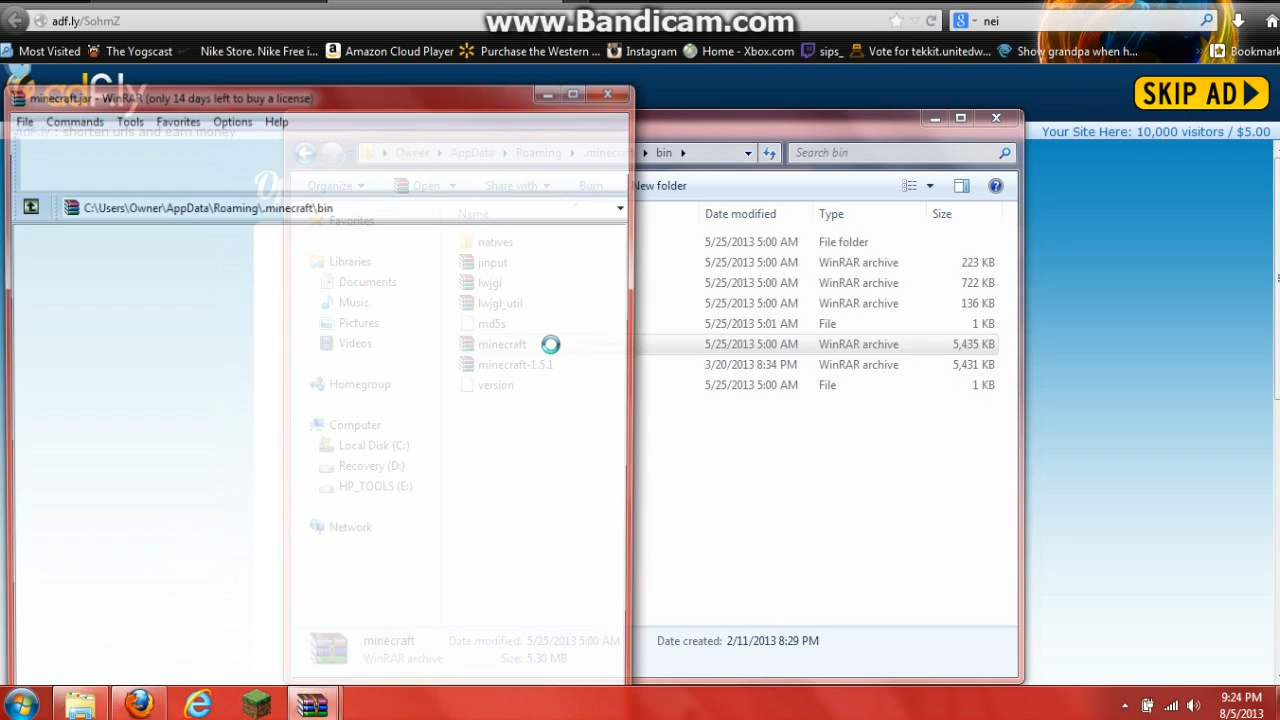 www.Bandicam.com
adf.ly/SohmZ
nei
Most Visited The Yogscast Nike Store. Nike Free i... Amazon Cloud Player Purchase the Western ... Instagram Home - Xbox.com sips_ Vote for tekkit.unitedw... Show grandpa when h... Bookmark
SKIP AD
minecraft.jar - WinRAR (only 14 days left to buy a license)
File Commands Tools Favorites Options Help
AdF.ly : shorten urls and earn money
Your Site Here: 10,000 visitors / $5.00
Owner AppData Roaming .minecraft bin
Search bin
Organize Open Share with Burn New folder
C:\Users\Owner\AppData\Roaming\.minecraft\bin
Name Date modified Type Size
Favorites
Libraries
Documents
Music
Pictures
Videos
Homegroup
Computer
Local Disk (C:)
Recovery (D:)
HP_TOOLS (E:)
Network
natives 5/25/2013 5:00 AM File folder
jinput 5/25/2013 5:00 AM WinRAR archive 223 KB
lwjgl 5/25/2013 5:00 AM WinRAR archive 722 KB
lwjgl_util 5/25/2013 5:00 AM WinRAR archive 136 KB
md5s 5/25/2013 5:01 AM File 1 KB
minecraft 5/25/2013 5:00 AM WinRAR archive 5,435 KB
minecraft-1.5.1 3/20/2013 8:34 PM WinRAR archive 5,431 KB
version 5/25/2013 5:00 AM File 1 KB
minecraft Date modified: 5/25/2013 5:00 AM Date created: 2/11/2013 8:29 PM
WinRAR archive Size: 5.30 MB
9:24 PM
8/5/2013